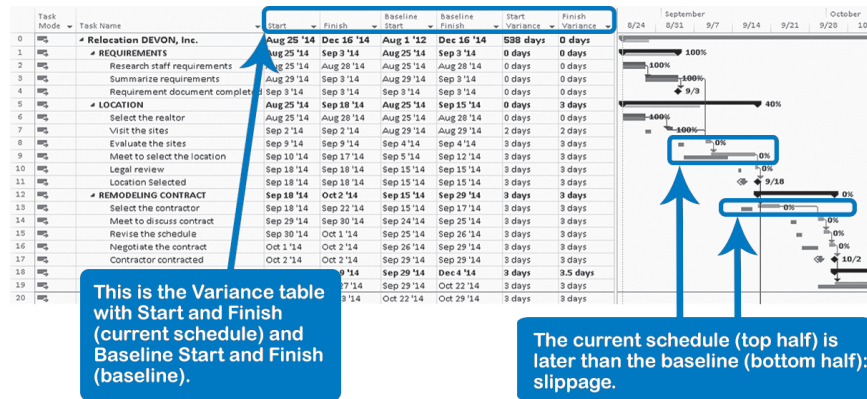 September October
Task Mode Task Name Start Finish Baseline Start Baseline Finish Start Variance Finish Variance 8/24 8/31 9/7 9/14 9/21 9/28 10
0 Relocation DEVON, Inc. Aug 25 '14 Dec 16 '14 Aug 1 '12 Dec 16 '14 538 days 0 days
1 REQUIREMENTS Aug 25 '14 Sep 3 '14 Aug 25 '14 Sep 3 '14 0 days 0 days 100%
2 Research staff requirements Aug 25 '14 Aug 28 '14 Aug 25 '14 Aug 28 '14 0 days 0 days 100%
3 Summarize requirements Aug 29 '14 Sep 3 '14 Aug 29 '14 Sep 3 '14 0 days 0 days 100%
4 Requirement document completed Sep 3 '14 Sep 3 '14 Sep 3 '14 Sep 3 '14 0 days 0 days 9/3
5 LOCATION Aug 25 '14 Sep 18 '14 Aug 25 '14 Sep 15 '14 0 days 3 days 40%
6 Select the realtor Aug 25 '14 Aug 28 '14 Aug 25 '14 Aug 28 '14 0 days 0 days 100%
7 Visit the sites Sep 2 '14 Sep 2 '14 Aug 29 '14 Aug 29 '14 2 days 2 days 100%
8 Evaluate the sites Sep 9 '14 Sep 9 '14 Sep 4 '14 Sep 4 '14 3 days 3 days 0%
9 Meet to select the location Sep 10 '14 Sep 17 '14 Sep 5 '14 Sep 12 '14 3 days 3 days 0%
10 Legal review Sep 18 '14 Sep 18 '14 Sep 15 '14 Sep 15 '14 3 days 3 days 0%
11 Location Selected Sep 18 '14 Sep 18 '14 Sep 15 '14 Sep 15 '14 3 days 3 days 9/18
12 REMODELING CONTRACT Sep 18 '14 Oct 2 '14 Sep 15 '14 Sep 29 '14 3 days 3 days 0%
13 Select the contractor Sep 18 '14 Sep 22 '14 Sep 15 '14 Sep 17 '14 3 days 3 days 0%
14 Meet to discuss contract Sep 29 '14 Sep 30 '14 Sep 24 '14 Sep 25 '14 3 days 3 days 0%
15 Revise the schedule Sep 30 '14 Oct 1 '14 Sep 25 '14 Sep 26 '14 3 days 3 days 0%
16 Negotiate the contract Oct 1 '14 Oct 2 '14 Sep 26 '14 Sep 29 '14 3 days 3 days 0%
17 Contractor contracted Oct 2 '14 Oct 2 '14 Sep 29 '14 Sep 29 '14 3 days 3 days 10/2
18 9 '14 Sep 29 '14 Dec 4 '14 3 days 3.5 days
19 27 '14 Sep 29 '14 Oct 22 '14 3 days 3 days
20 3 '14 Oct 22 '14 Oct 29 '14 3 days 3 days
This is the Variance table
with Start and Finish
(current schedule) and
Baseline Start and Finish
(baseline).
The current schedule (top half) is
later than the baseline (bottom half):
slippage.